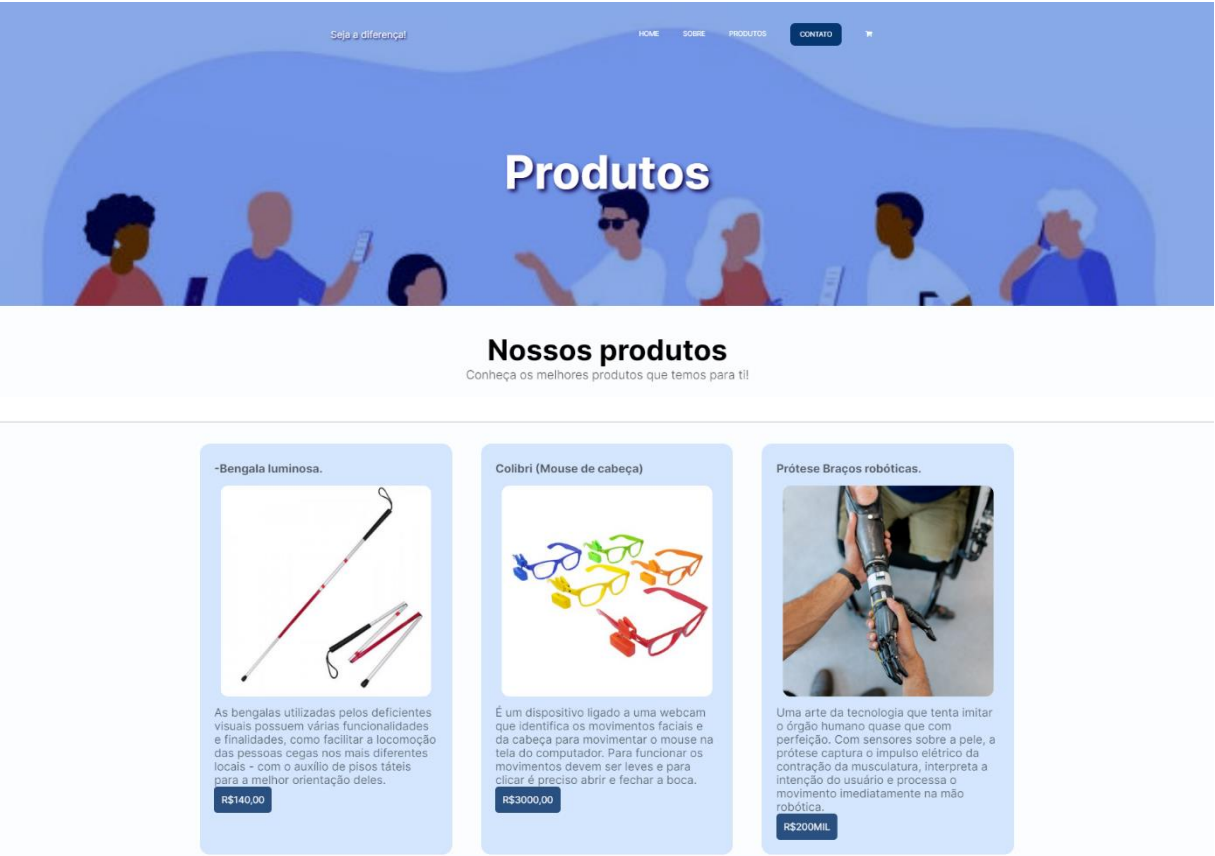 Seja a diferença!
HOME SOBRE PRODUTOS CONTATO
Produtos
Nossos produtos
Conheça os melhores produtos que temos para ti!
-Bengala luminosa.
As bengalas utilizadas pelos deficientes
visuais possuem várias funcionalidades
e finalidades, como facilitar a locomoção
das pessoas cegas nos mais diferentes
locais - com o auxílio de pisos táteis
para a melhor orientação deles.
R$140,00
Colibri (Mouse de cabeça)
É um dispositivo ligado a uma webcam
que identifica os movimentos faciais e
da cabeça para movimentar o mouse na
tela do computador. Para funcionar os
movimentos devem ser leves e para
clicar é preciso abrir e fechar a boca.
R$3000,00
Prótese Braços robóticas.
Uma arte da tecnologia que tenta imitar
o órgão humano quase que com
perfeição. Com sensores sobre a pele, a
prótese captura o impulso elétrico da
contração da musculatura, interpreta a
intenção do usuário e processa o
movimento imediatamente na mão
robótica.
R$200MIL